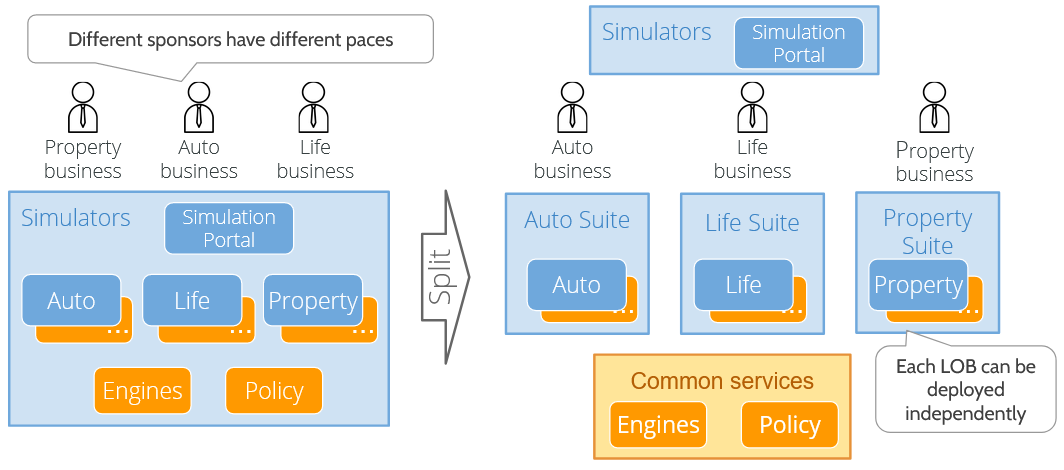 Different sponsors have different paces
Property
business
Auto
business
Life
business
Simulators
Simulation
Portal
Auto
...
Life
...
Property
...
Engines
Policy
Split
Simulators
Simulation
Portal
Auto
business
Life
business
Property
business
Auto Suite
Auto
...
Life Suite
Life
...
Property
Suite
Property
...
Each LOB can be
deployed
independently
Common services
Engines
Policy